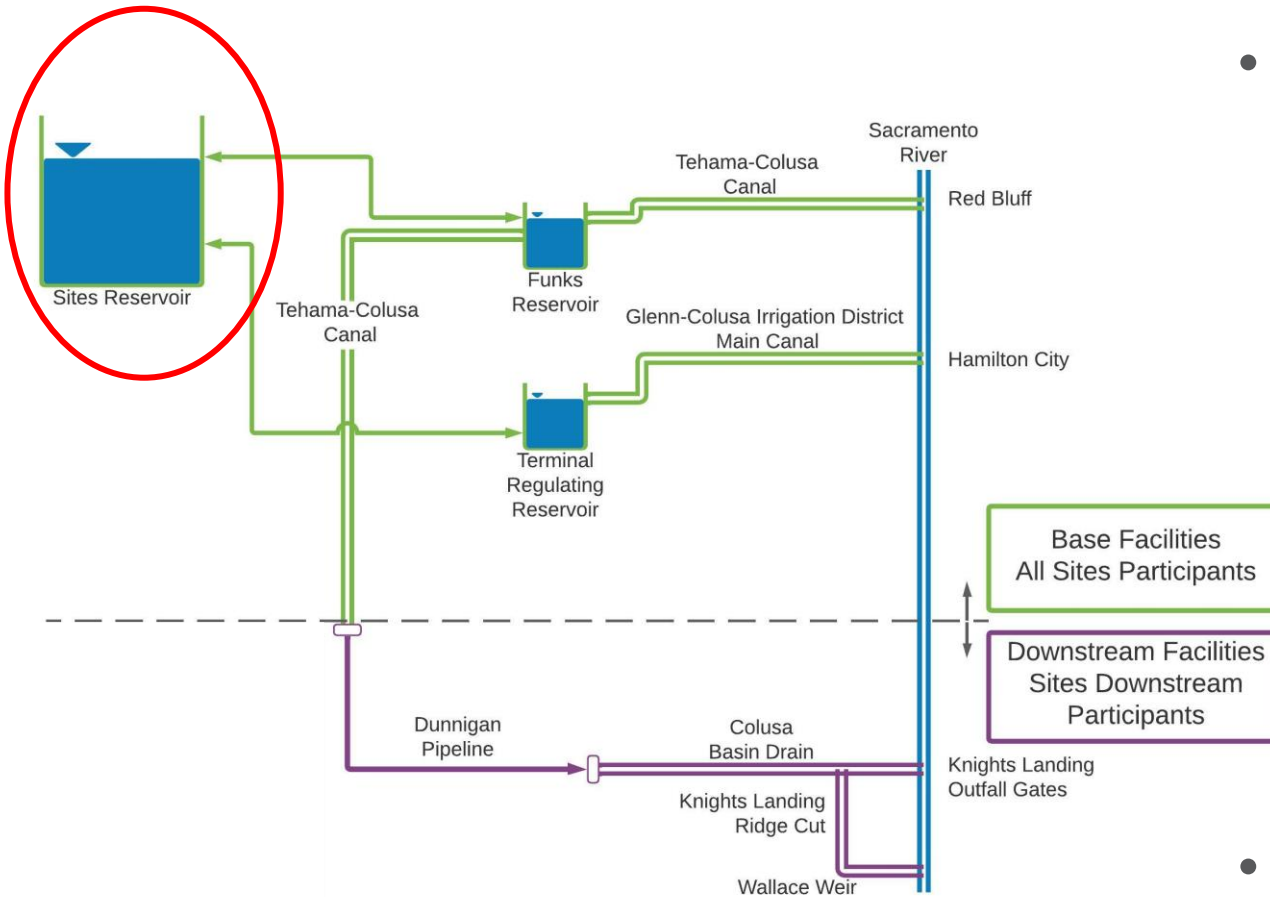 Sacramento
River
Tehama-Colusa
Canal
Red Bluff
Sites Reservoir
Funks
Reservoir
Tehama-Colusa
Canal
Glenn-Colusa Irrigation District
Main Canal
Hamilton City
Terminal
Regulating
Reservoir
Base Facilities
All Sites Participants
Downstream Facilities
Sites Downstream
Participants
Dunnigan
Pipeline
Colusa
Basin Drain
Knights Landing
Outfall Gates
Knights Landing
Ridge Cut
Wallace Weir